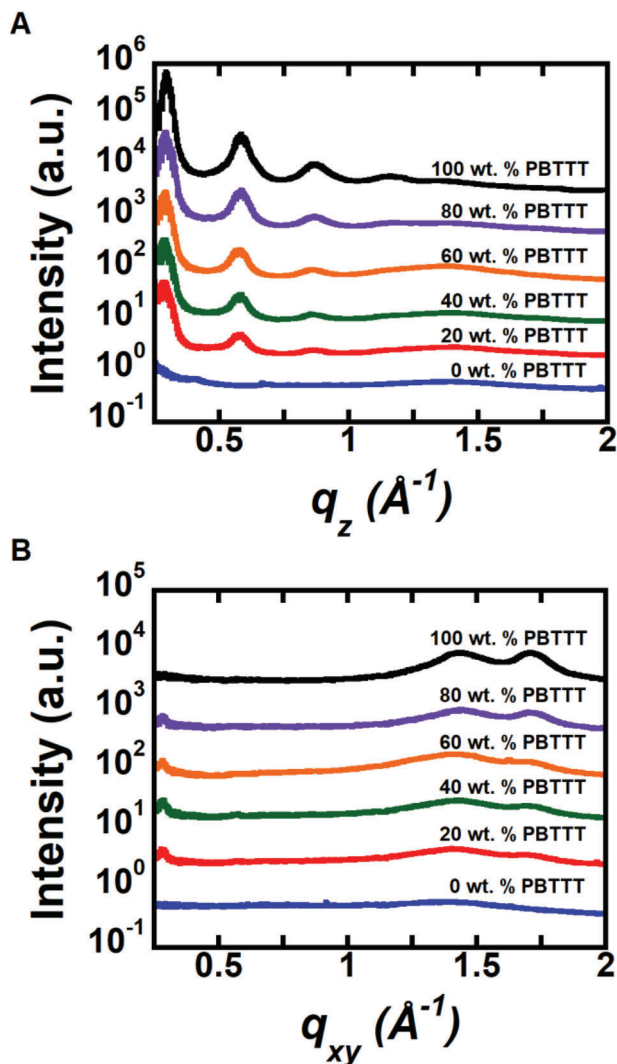 A
10^6
10^5
10^4
10^3
10^2
10^1
10^0
10^-1
Intensity (a.u.)
100 wt. % PBTTT
80 wt. % PBTTT
60 wt. % PBTTT
40 wt. % PBTTT
20 wt. % PBTTT
0 wt. % PBTTT
0.5 1 1.5 2
q_z (Å^-1)
B
10^5
10^4
10^3
10^2
10^1
10^0
10^-1
Intensity (a.u.)
100 wt. % PBTTT
80 wt. % PBTTT
60 wt. % PBTTT
40 wt. % PBTTT
20 wt. % PBTTT
0 wt. % PBTTT
0.5 1 1.5 2
q_xy (Å^-1)